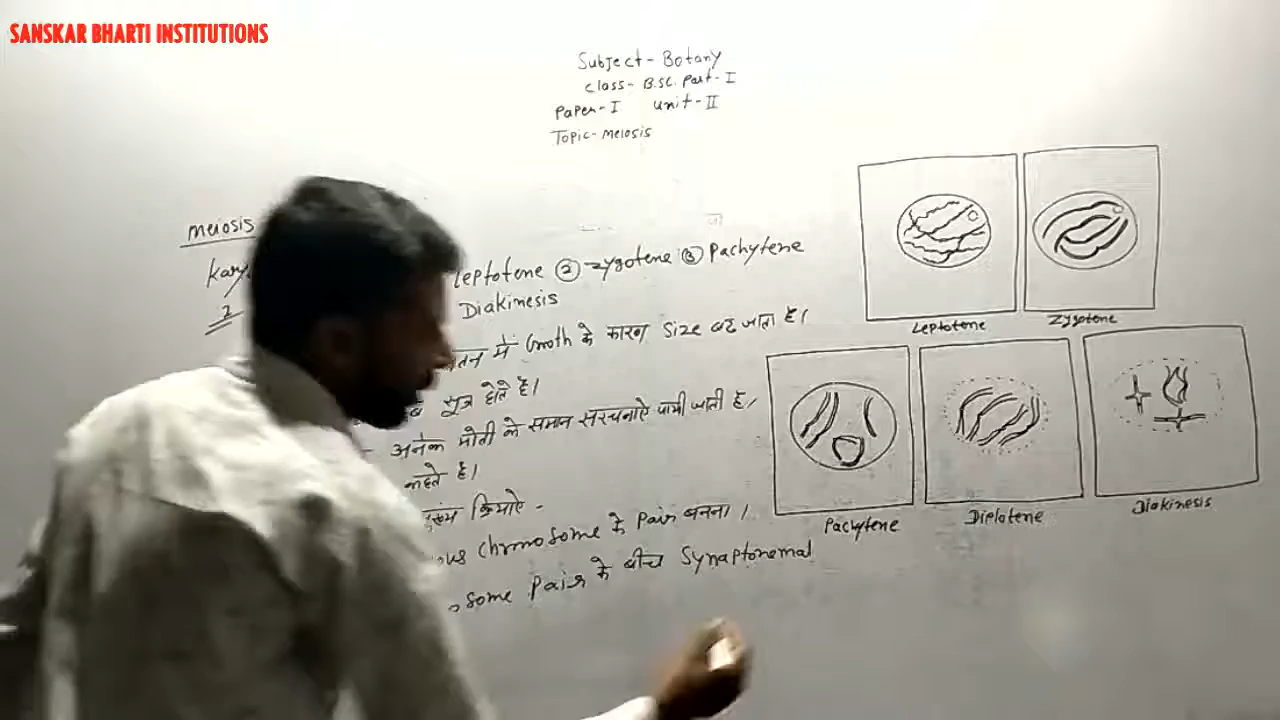 SANSKAR BHARTI INSTITUTIONS
Subject - Botany
Class - B.SC. Part - I
Paper - I Unit - II
Topic - meiosis
meiosis
Kary
Leptotene ② Zygotene ③ Pachytene
Diakinesis
में Groth के कारण Size बढ़ जाता है।
सूत्र होते है।
अनेक मोती के समान संरचनाऐ पायी जाती है,
कहते है।
क्रियाऐ -
ous Chromosome के Pair बनना।
some Pair के बीच Synaptonemal
Leptotene
Zygotene
Pachytene
Diplotene
Diakinesis